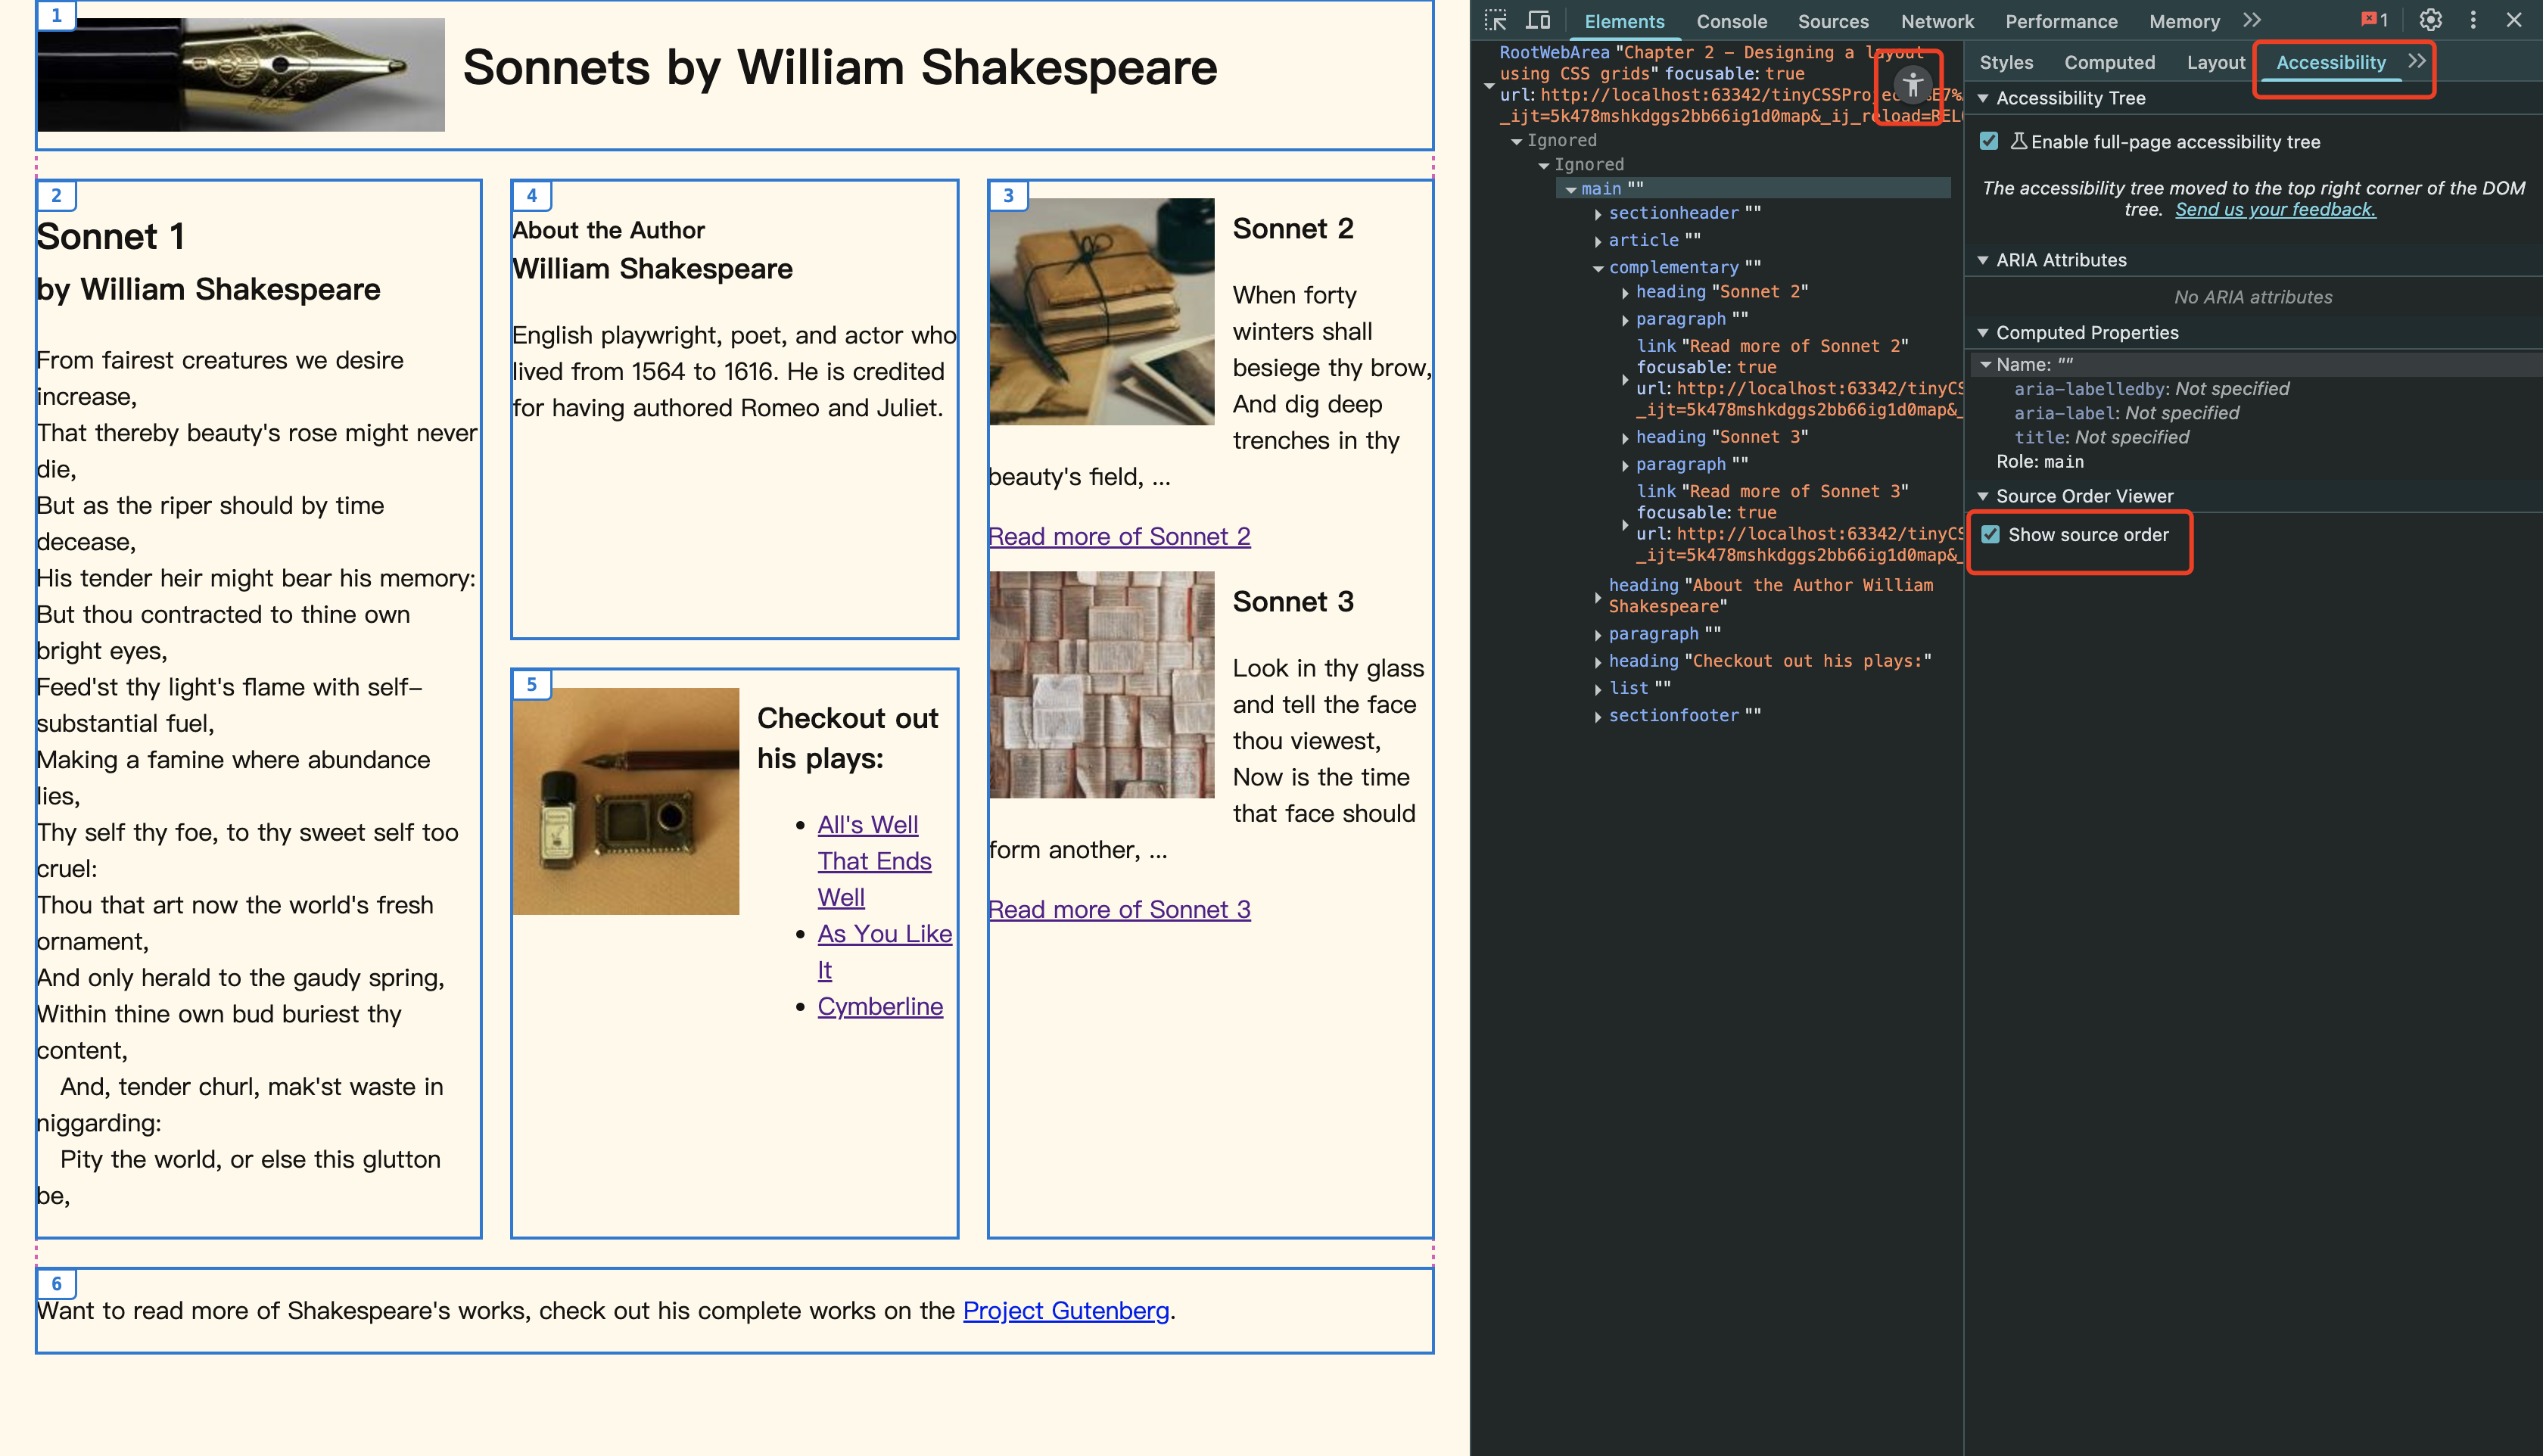 1
Sonnets by William Shakespeare
2
Sonnet 1
by William Shakespeare
From fairest creatures we desire
increase,
That thereby beauty's rose might never
die,
But as the riper should by time
decease,
His tender heir might bear his memory:
But thou contracted to thine own
bright eyes,
Feed'st thy light's flame with self-
substantial fuel,
Making a famine where abundance
lies,
Thy self thy foe, to thy sweet self too
cruel:
Thou that art now the world's fresh
ornament,
And only herald to the gaudy spring,
Within thine own bud buriest thy
content,
And, tender churl, mak'st waste in
niggarding:
Pity the world, or else this glutton
be,
4
About the Author
William Shakespeare
English playwright, poet, and actor who
lived from 1564 to 1616. He is credited
for having authored Romeo and Juliet.
5
Checkout out
his plays:
• All's Well
That Ends
Well
• As You Like
It
• Cymberline
3
Sonnet 2
When forty
winters shall
besiege thy brow,
And dig deep
trenches in thy
beauty's field, ...
Read more of Sonnet 2
Sonnet 3
Look in thy glass
and tell the face
thou viewest,
Now is the time
that face should
form another, ...
Read more of Sonnet 3
6
Want to read more of Shakespeare's works, check out his complete works on the Project Gutenberg.
Elements Console Sources Network Performance Memory 1
RootWebArea "Chapter 2 - Designing a layout
using CSS grids" focusable: true
url: http://localhost:63342/tinyCSSProj
_ijt=5k478mshkdggs2bb66ig1d0map&_ij_reload=REL
Ignored
Ignored
main ""
sectionheader ""
article ""
complementary ""
heading "Sonnet 2"
paragraph ""
link "Read more of Sonnet 2"
focusable: true
url: http://localhost:63342/tinyCS
_ijt=5k478mshkdggs2bb66ig1d0map&_
heading "Sonnet 3"
paragraph ""
link "Read more of Sonnet 3"
focusable: true
url: http://localhost:63342/tinyCS
_ijt=5k478mshkdggs2bb66ig1d0map&_
heading "About the Author William
Shakespeare"
paragraph ""
heading "Checkout out his plays:"
list ""
sectionfooter ""
Styles Computed Layout Accessibility
Accessibility Tree
Enable full-page accessibility tree
The accessibility tree moved to the top right corner of the DOM
tree. Send us your feedback.
ARIA Attributes
No ARIA attributes
Computed Properties
Name: ""
aria-labelledby: Not specified
aria-label: Not specified
title: Not specified
Role: main
Source Order Viewer
Show source order